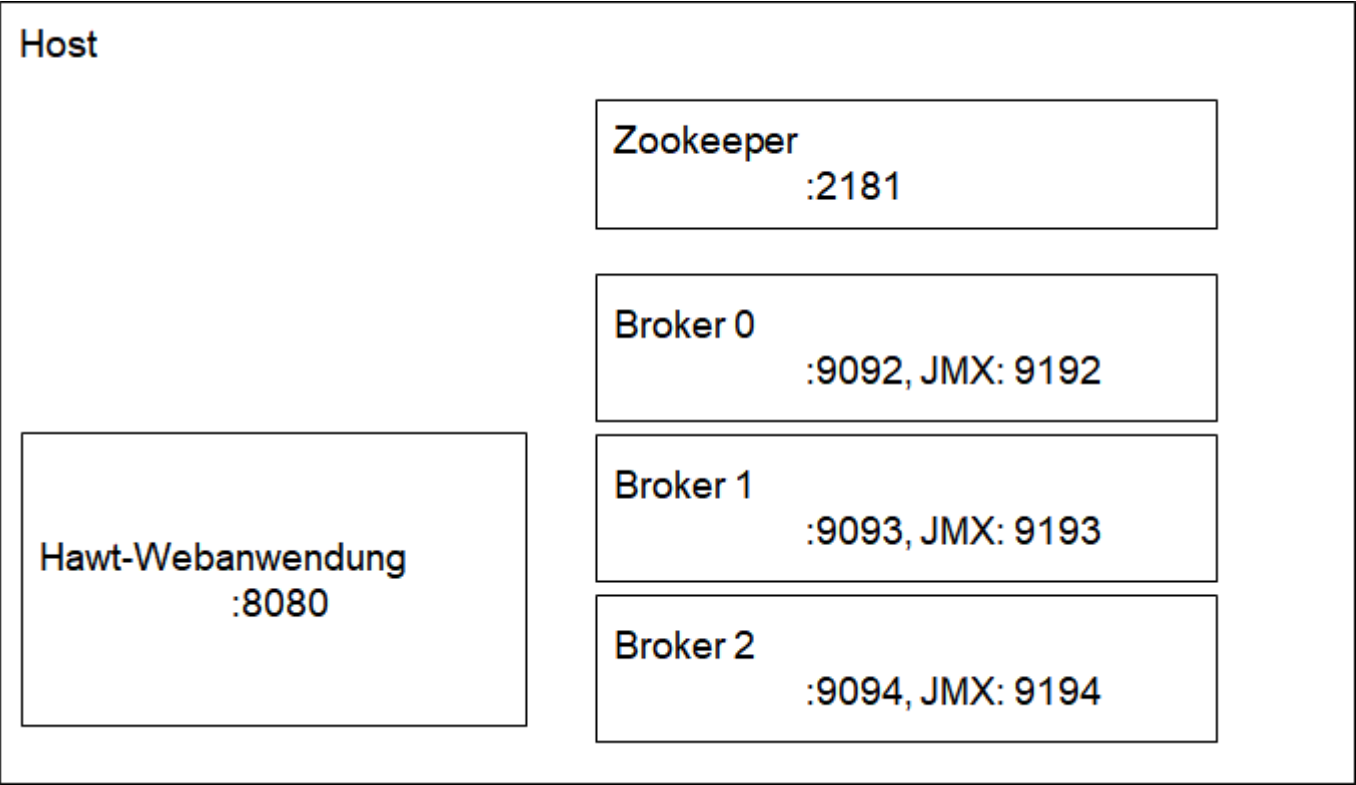 Host
Zookeeper
:2181
Broker 0
:9092, JMX: 9192
Broker 1
:9093, JMX: 9193
Hawt-Webanwendung
:8080
Broker 2
:9094, JMX: 9194